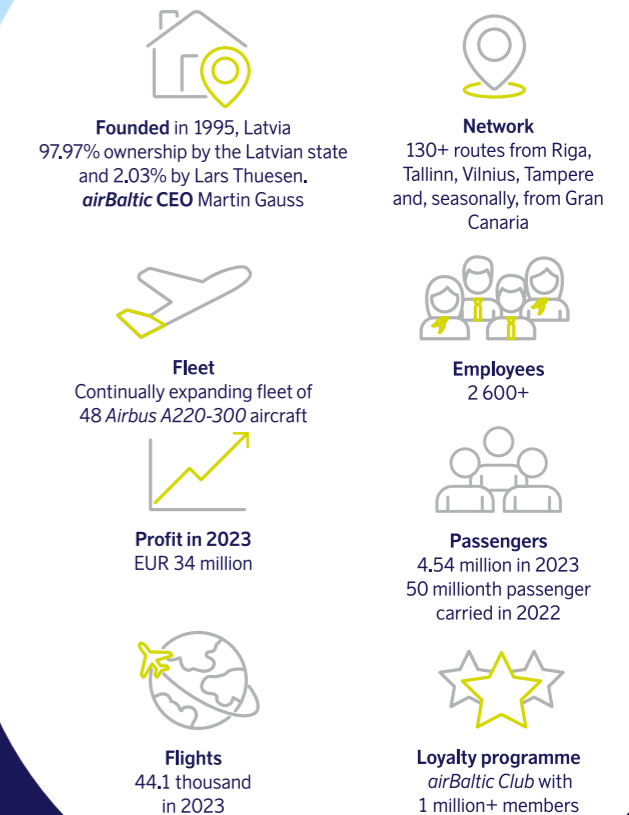 Founded in 1995, Latvia
97.97% ownership by the Latvian state
and 2.03% by Lars Thuesen.
airBaltic CEO Martin Gauss
Network
130+ routes from Riga,
Tallinn, Vilnius, Tampere
and, seasonally, from Gran
Canaria
Fleet
Continually expanding fleet of
48 Airbus A220-300 aircraft
Employees
2 600+
Profit in 2023
EUR 34 million
Passengers
4.54 million in 2023
50 millionth passenger
carried in 2022
Flights
44.1 thousand
in 2023
Loyalty programme
airBaltic Club with
1 million+ members